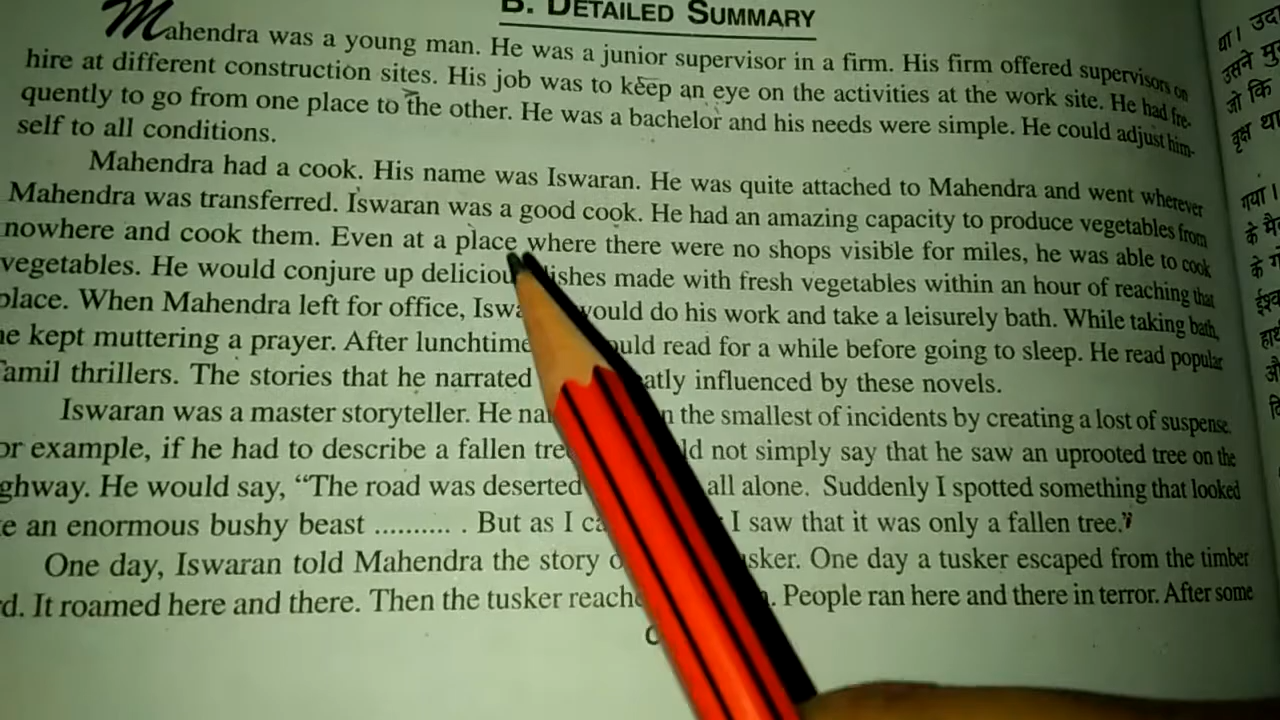 B. DETAILED SUMMARY
Mahendra was a young man. He was a junior supervisor in a firm. His firm offered supervisors on
hire at different construction sites. His job was to keep an eye on the activities at the work site. He had fre-
quently to go from one place to the other. He was a bachelor and his needs were simple. He could adjust him-
self to all conditions.
Mahendra had a cook. His name was Iswaran. He was quite attached to Mahendra and went wherever
Mahendra was transferred. Iswaran was a good cook. He had an amazing capacity to produce vegetables from
nowhere and cook them. Even at a place where there were no shops visible for miles, he was able to cook
vegetables. He would conjure up deliciou ishes made with fresh vegetables within an hour of reaching that
place. When Mahendra left for office, Iswa would do his work and take a leisurely bath. While taking bath,
he kept muttering a prayer. After lunchtime uld read for a while before going to sleep. He read popular
Tamil thrillers. The stories that he narrated atly influenced by these novels.
Iswaran was a master storyteller. He na the smallest of incidents by creating a lost of suspense.
or example, if he had to describe a fallen tre ld not simply say that he saw an uprooted tree on the
ghway. He would say, “The road was deserted all alone. Suddenly I spotted something that looked
e an enormous bushy beast .......... . But as I ca I saw that it was only a fallen tree.”
One day, Iswaran told Mahendra the story o sker. One day a tusker escaped from the timber
rd. It roamed here and there. Then the tusker reache . People ran here and there in terror. After some
था। उदा
उसने मु
जो कि
वृक्ष था
गया।
के मै
के ग
ईश्व
हाथ
औ